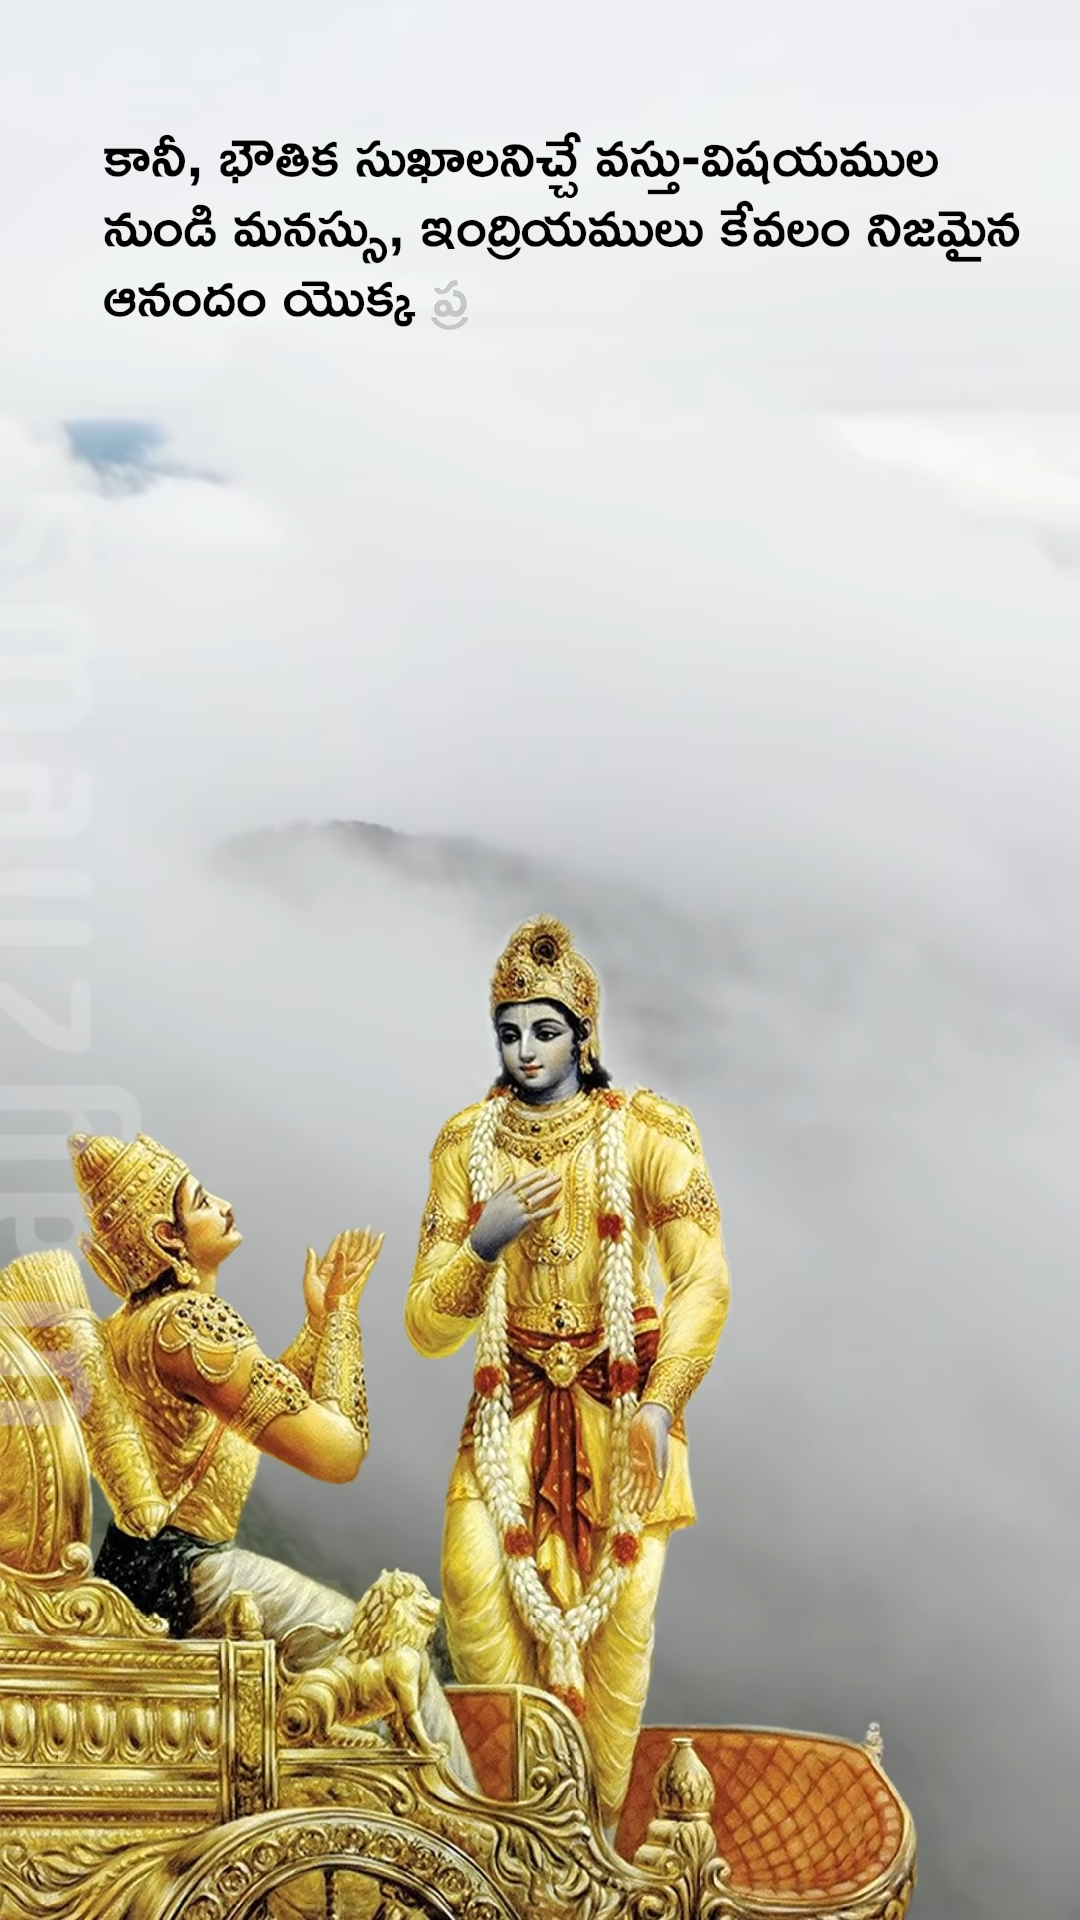 కానీ, భౌతిక సుఖాలనిచ్చే వస్తు-విషయముల
నుండి మనస్సు, ఇంద్రియములు కేవలం నిజమైన
ఆనందం యొక్క ప్ర